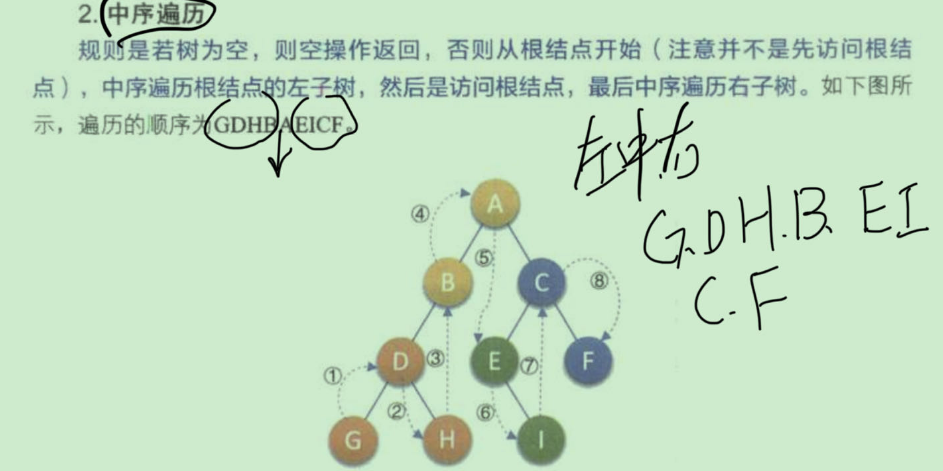 2. 中序遍历
规则是若树为空，则空操作返回，否则从根结点开始（注意并不是先访问根结
点），中序遍历根结点的左子树，然后是访问根结点，最后中序遍历右子树。如下图所
示，遍历的顺序为GDHBAEICF。
左中右
G.D.H.B. EI
C.F
A
④
⑤
B
C
⑧
D
③
E
⑦
F
①
②
⑥
G
H
I